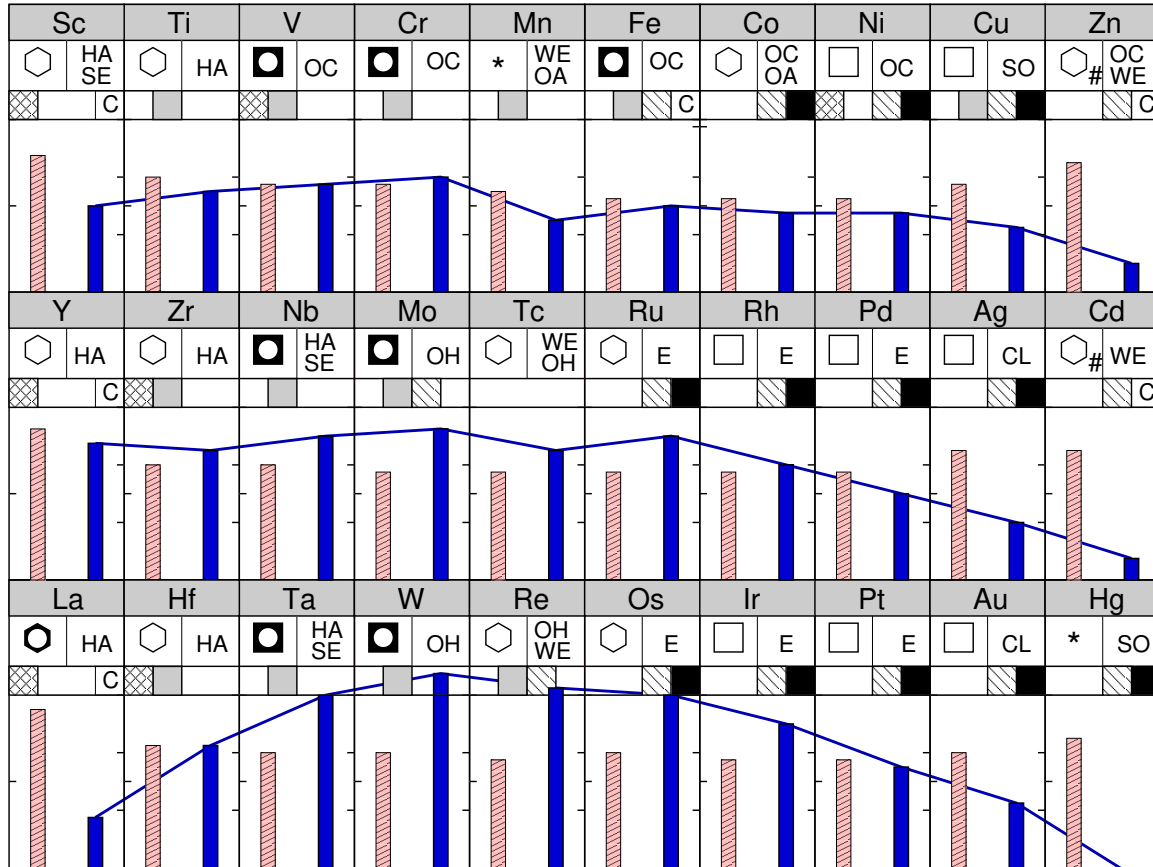 Sc Ti V Cr Mn Fe Co Ni Cu Zn
HA SE HA OC OC * WE OA OC OC OA OC SO # OC WE
C C C
Y Zr Nb Mo Tc Ru Rh Pd Ag Cd
HA HA HA SE OH WE OH E E E CL # WE
C C
La Hf Ta W Re Os Ir Pt Au Hg
HA HA HA SE OH OH WE E E E CL * SO
C